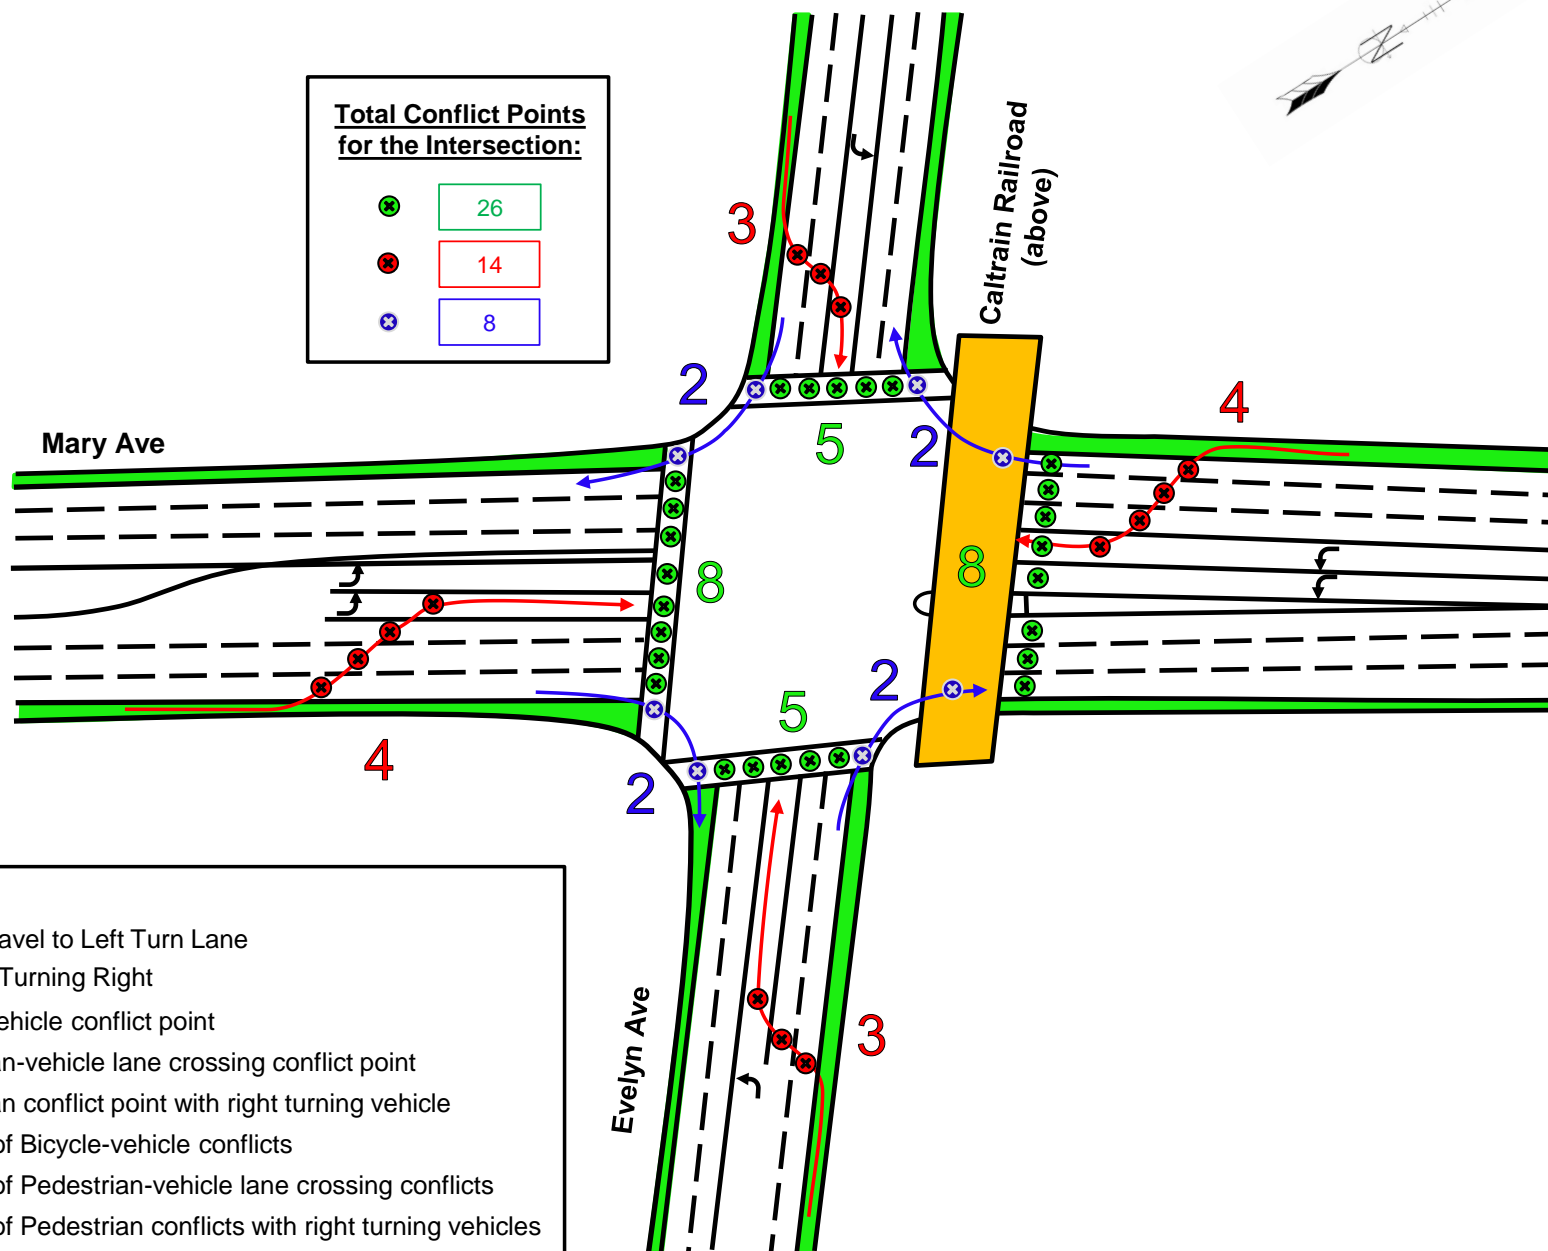 Total Conflict Points
for the Intersection:
26
14
8
N
Caltrain Railroad
(above)
3
2
5
2
4
Mary Ave
8
8
4
2
5
2
3
Evelyn Ave
avel to Left Turn Lane
Turning Right
ehicle conflict point
an-vehicle lane crossing conflict point
an conflict point with right turning vehicle
of Bicycle-vehicle conflicts
of Pedestrian-vehicle lane crossing conflicts
of Pedestrian conflicts with right turning vehicles